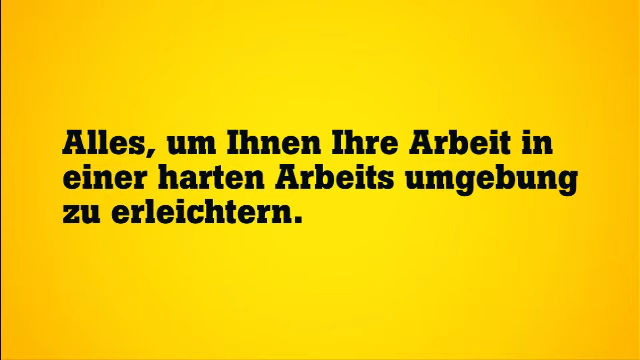 Alles, um Ihnen Ihre Arbeit in
einer harten Arbeits umgebung
zu erleichtern.